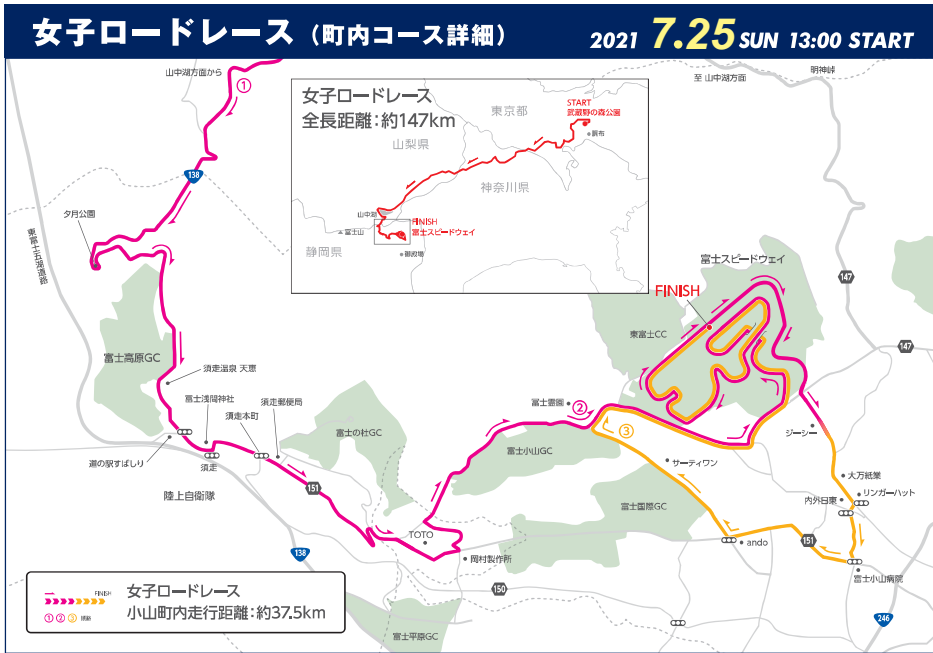 女子ロードレース（町内コース詳細）
2021 7.25 SUN 13:00 START
山中湖方面から
①
至 山中湖方面
明神峠
女子ロードレース
全長距離：約147km
東京都
START
武蔵野の森公園
調布
山梨県
神奈川県
山中湖
富士山
FINISH
富士スピードウェイ
静岡県
御殿場
138
夕月公園
東富士五湖道路
富士スピードウェイ
147
FINISH
東富士CC
147
富士高原GC
須走温泉 天恵
富士浅間神社
須走本町
須走郵便局
富士霊園
②
③
富士の杜GC
ジーシー
道の駅すばしり
須走
富士小山GC
サーティワン
大万紙業
リンガーハット
陸上自衛隊
151
富士国際GC
内外日東
TOTO
138
岡村製作所
ando
151
富士小山病院
150
FINISH
①②③
女子ロードレース
小山町内走行距離：約37.5km
富士平原GC
246